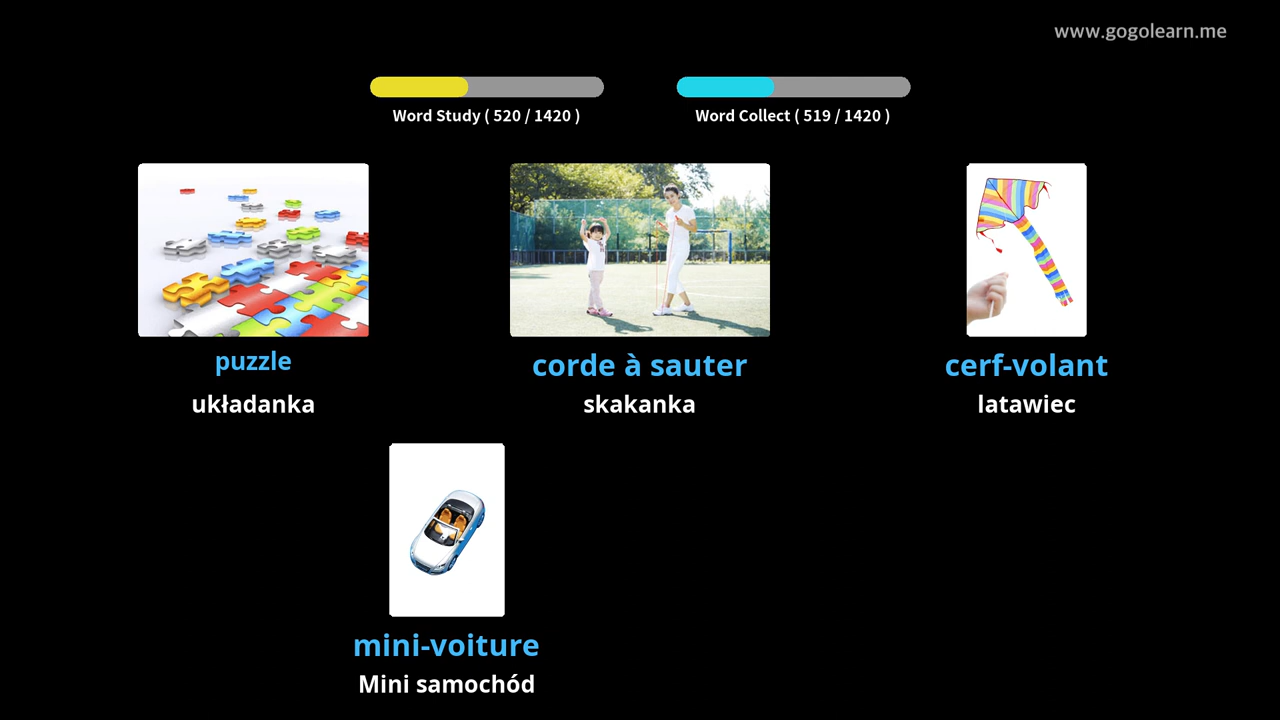 www.gogolearn.me
Word Study ( 520 / 1420 )
Word Collect ( 519 / 1420 )
puzzle
układanka
corde à sauter
skakanka
cerf-volant
latawiec
mini-voiture
Mini samochód